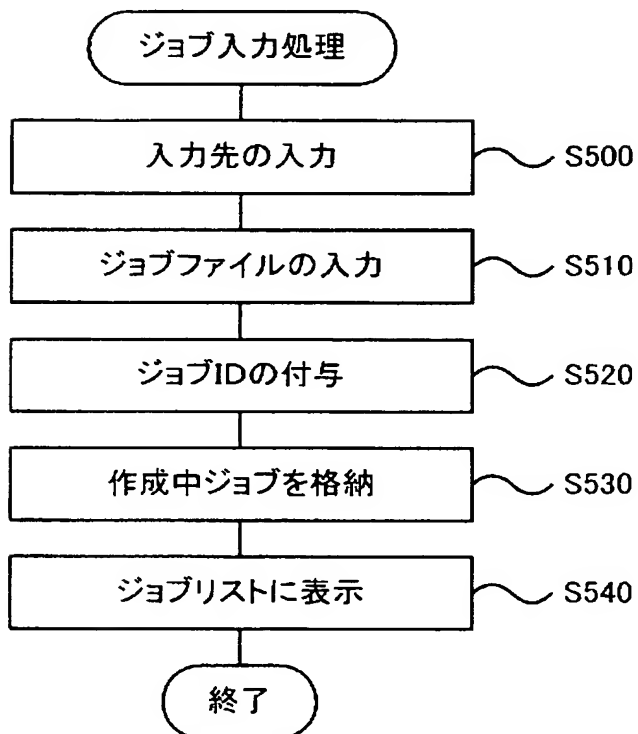 ジョブ入力処理
入力先の入力
S500
ジョブファイルの入力
S510
ジョブIDの付与
S520
作成中ジョブを格納
S530
ジョブリストに表示
S540
終了